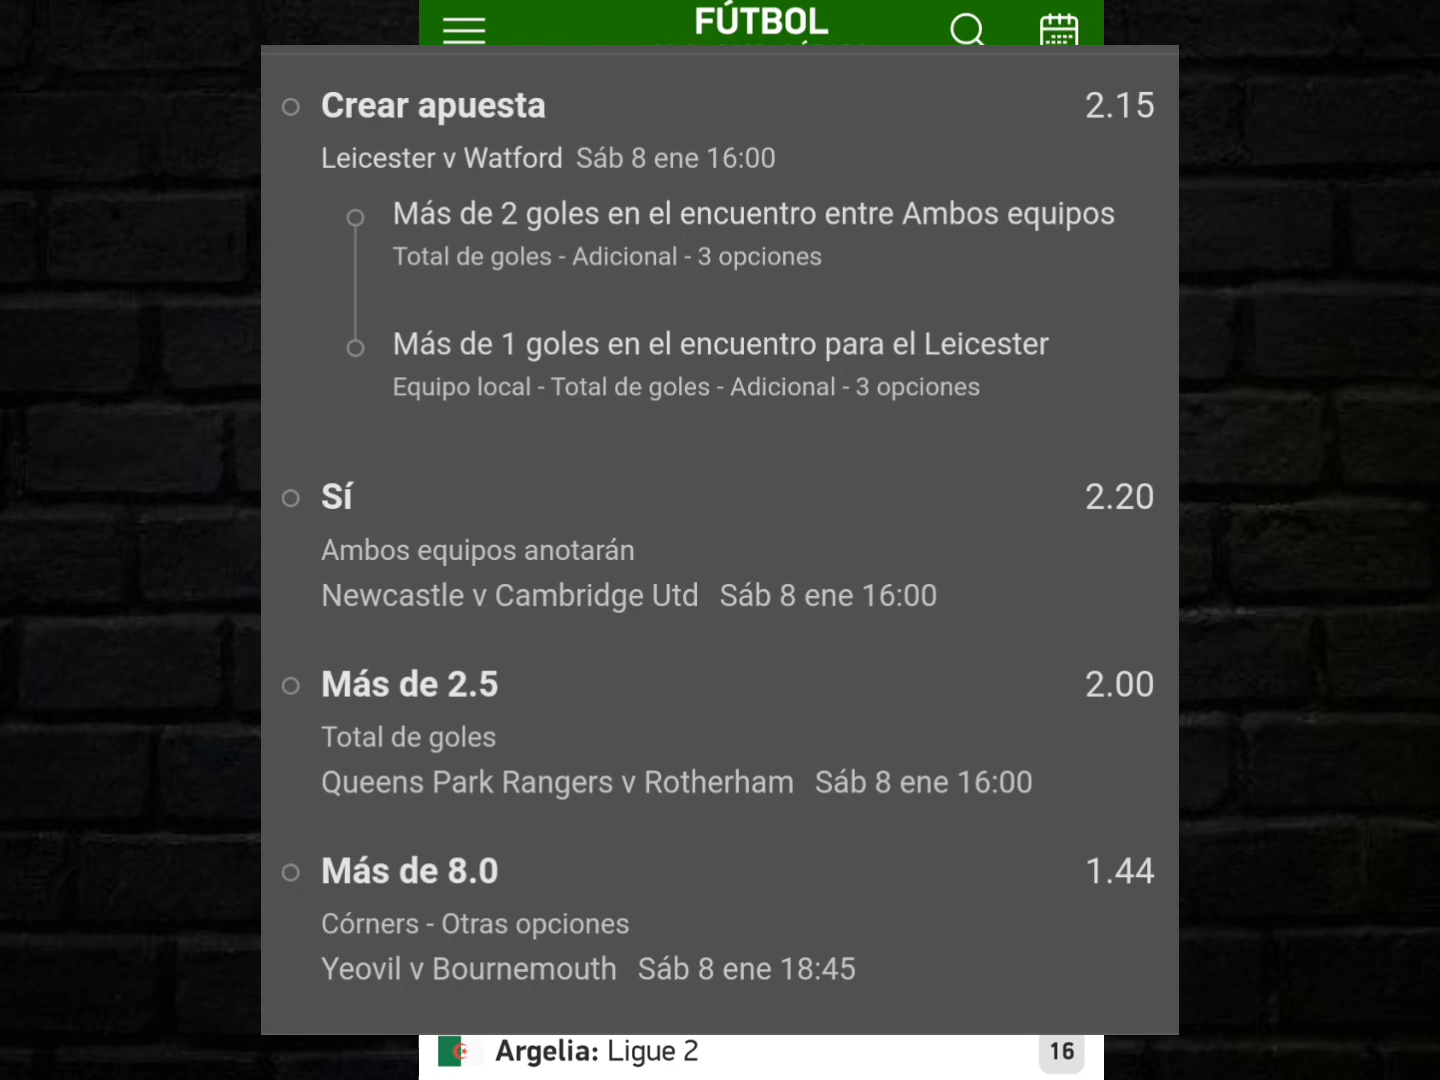 FÚTBOL
Crear apuesta 2.15
Leicester v Watford Sáb 8 ene 16:00
Más de 2 goles en el encuentro entre Ambos equipos
Total de goles - Adicional - 3 opciones
Más de 1 goles en el encuentro para el Leicester
Equipo local - Total de goles - Adicional - 3 opciones
Sí 2.20
Ambos equipos anotarán
Newcastle v Cambridge Utd Sáb 8 ene 16:00
Más de 2.5 2.00
Total de goles
Queens Park Rangers v Rotherham Sáb 8 ene 16:00
Más de 8.0 1.44
Córners - Otras opciones
Yeovil v Bournemouth Sáb 8 ene 18:45
Argelia: Ligue 2 16